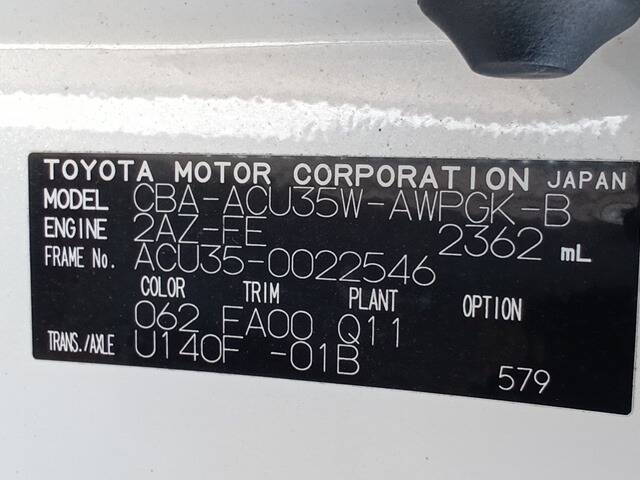 TOYOTA MOTOR CORPORATION JAPAN
MODEL CBA-ACU35W-AWPGK-B
ENGINE 2AZ-FE 2362 mL
FRAME No. ACU35-0022546
COLOR TRIM PLANT OPTION
062 FA00 Q11
TRANS./AXLE U140F -01B
579